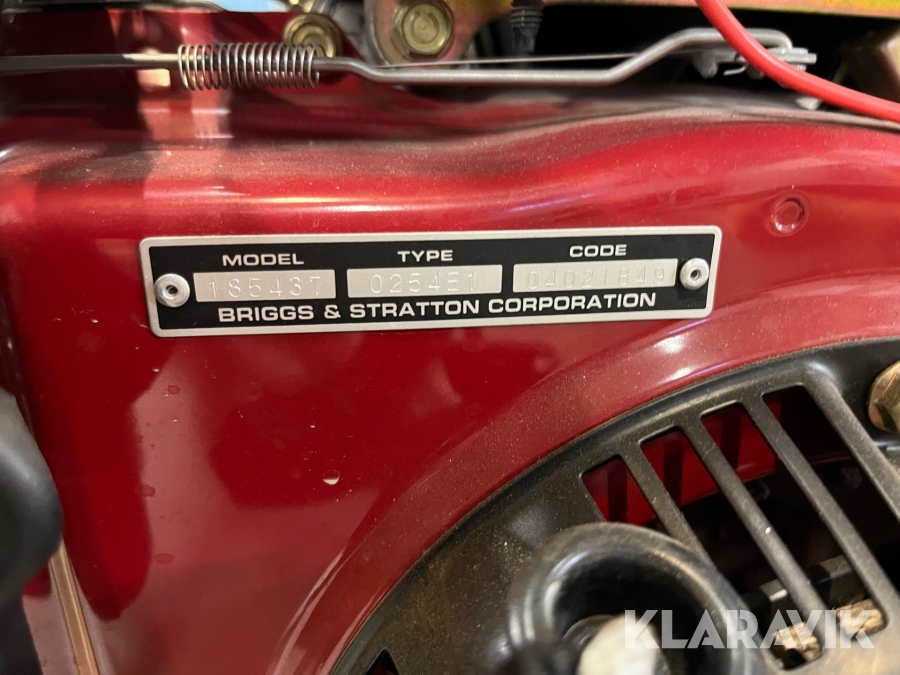 MODEL TYPE CODE
185437 0254E1 04021849
BRIGGS & STRATTON CORPORATION
KLARAVIK